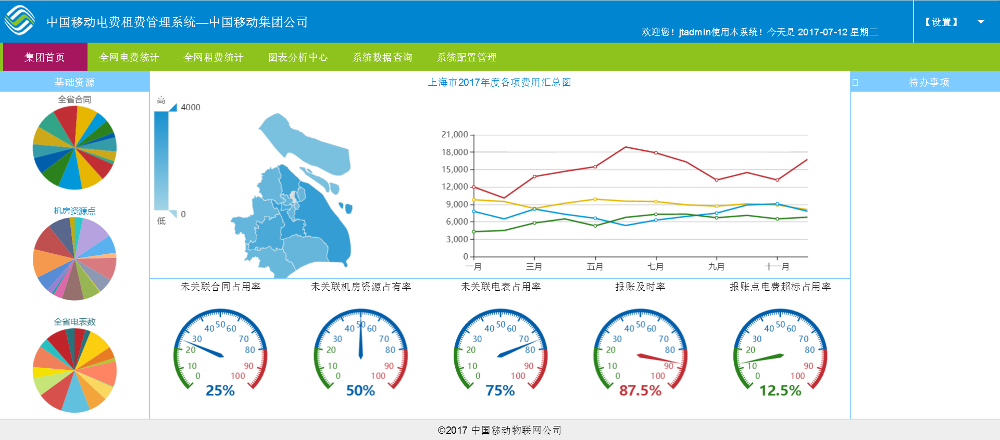 中国移动电费租费管理系统—中国移动集团公司
欢迎您！jtadmin使用本系统！今天是 2017-07-12 星期三
【设置】
集团首页 全网电费统计 全网租费统计 图表分析中心 系统数据查询 系统配置管理
基础资源
全省合同
机房资源点
全省电表数
上海市2017年度各项费用汇总图
高
4000
0
低
21,000
18,000
15,000
12,000
9,000
6,000
3,000
0
一月 三月 五月 七月 九月 十一月
待办事项
未关联合同占用率
0 10 20 30 40 50 60 70 80 90 100
25%
未关联机房资源占有率
0 10 20 30 40 50 60 70 80 90 100
50%
未关联电表占用率
0 10 20 30 40 50 60 70 80 90 100
75%
报账及时率
0 10 20 30 40 50 60 70 80 90 100
87.5%
报账点电费超标占用率
0 10 20 30 40 50 60 70 80 90 100
12.5%
©2017 中国移动物联网公司